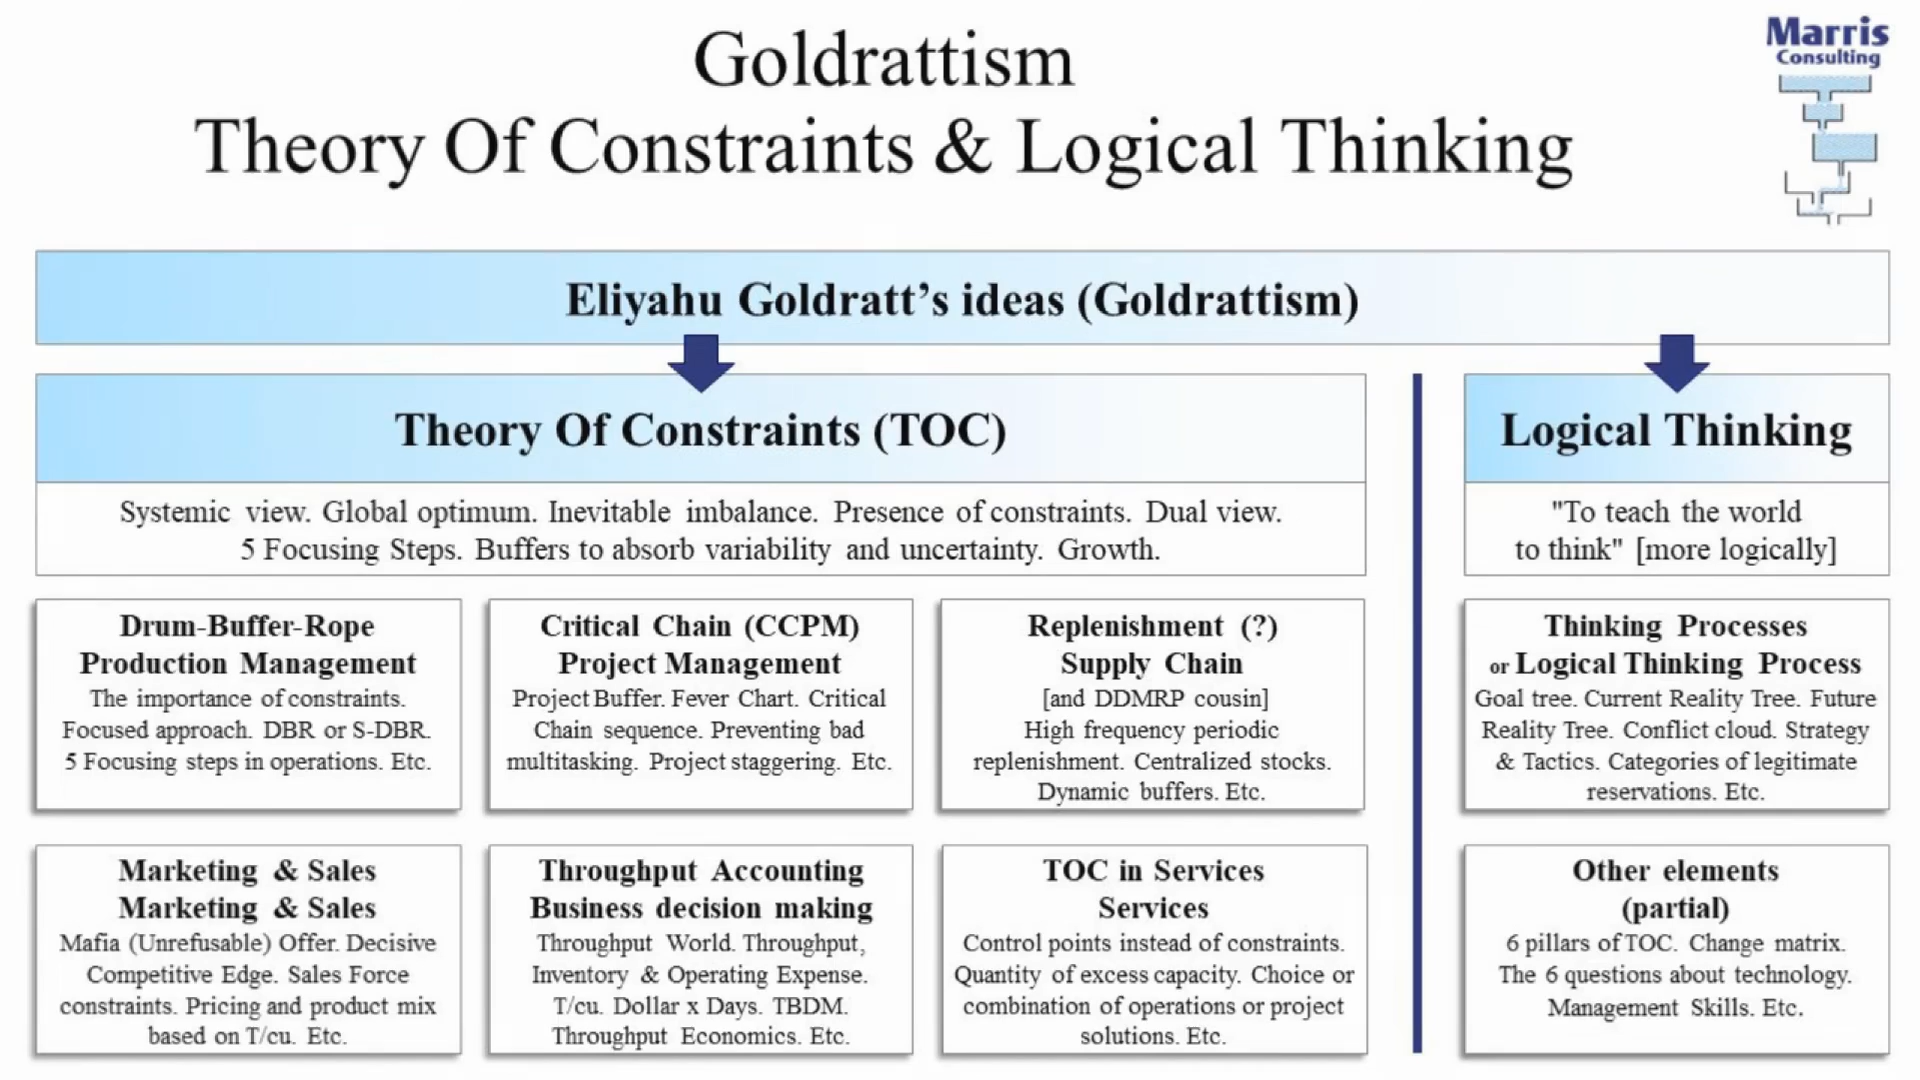 Goldrattism
Theory Of Constraints & Logical Thinking
Marris
Consulting
Eliyahu Goldratt’s ideas (Goldrattism)
Theory Of Constraints (TOC)
Systemic view. Global optimum. Inevitable imbalance. Presence of constraints. Dual view.
5 Focusing Steps. Buffers to absorb variability and uncertainty. Growth.
Logical Thinking
"To teach the world
to think" [more logically]
Drum-Buffer-Rope
Production Management
The importance of constraints.
Focused approach. DBR or S-DBR.
5 Focusing steps in operations. Etc.
Critical Chain (CCPM)
Project Management
Project Buffer. Fever Chart. Critical
Chain sequence. Preventing bad
multitasking. Project staggering. Etc.
Replenishment (?)
Supply Chain
[and DDMRP cousin]
High frequency periodic
replenishment. Centralized stocks.
Dynamic buffers. Etc.
Thinking Processes
or Logical Thinking Process
Goal tree. Current Reality Tree. Future
Reality Tree. Conflict cloud. Strategy
& Tactics. Categories of legitimate
reservations. Etc.
Marketing & Sales
Marketing & Sales
Mafia (Unrefusable) Offer. Decisive
Competitive Edge. Sales Force
constraints. Pricing and product mix
based on T/cu. Etc.
Throughput Accounting
Business decision making
Throughput World. Throughput,
Inventory & Operating Expense.
T/cu. Dollar x Days. TBDM.
Throughput Economics. Etc.
TOC in Services
Services
Control points instead of constraints.
Quantity of excess capacity. Choice or
combination of operations or project
solutions. Etc.
Other elements
(partial)
6 pillars of TOC. Change matrix.
The 6 questions about technology.
Management Skills. Etc.